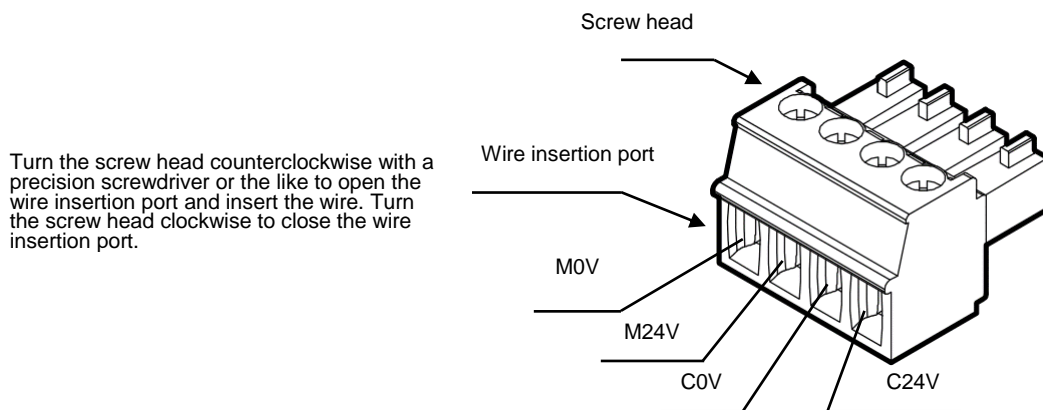 Screw head
Turn the screw head counterclockwise with a
precision screwdriver or the like to open the
wire insertion port and insert the wire. Turn
the screw head clockwise to close the wire
insertion port.
Wire insertion port
M0V
M24V
C0V
C24V